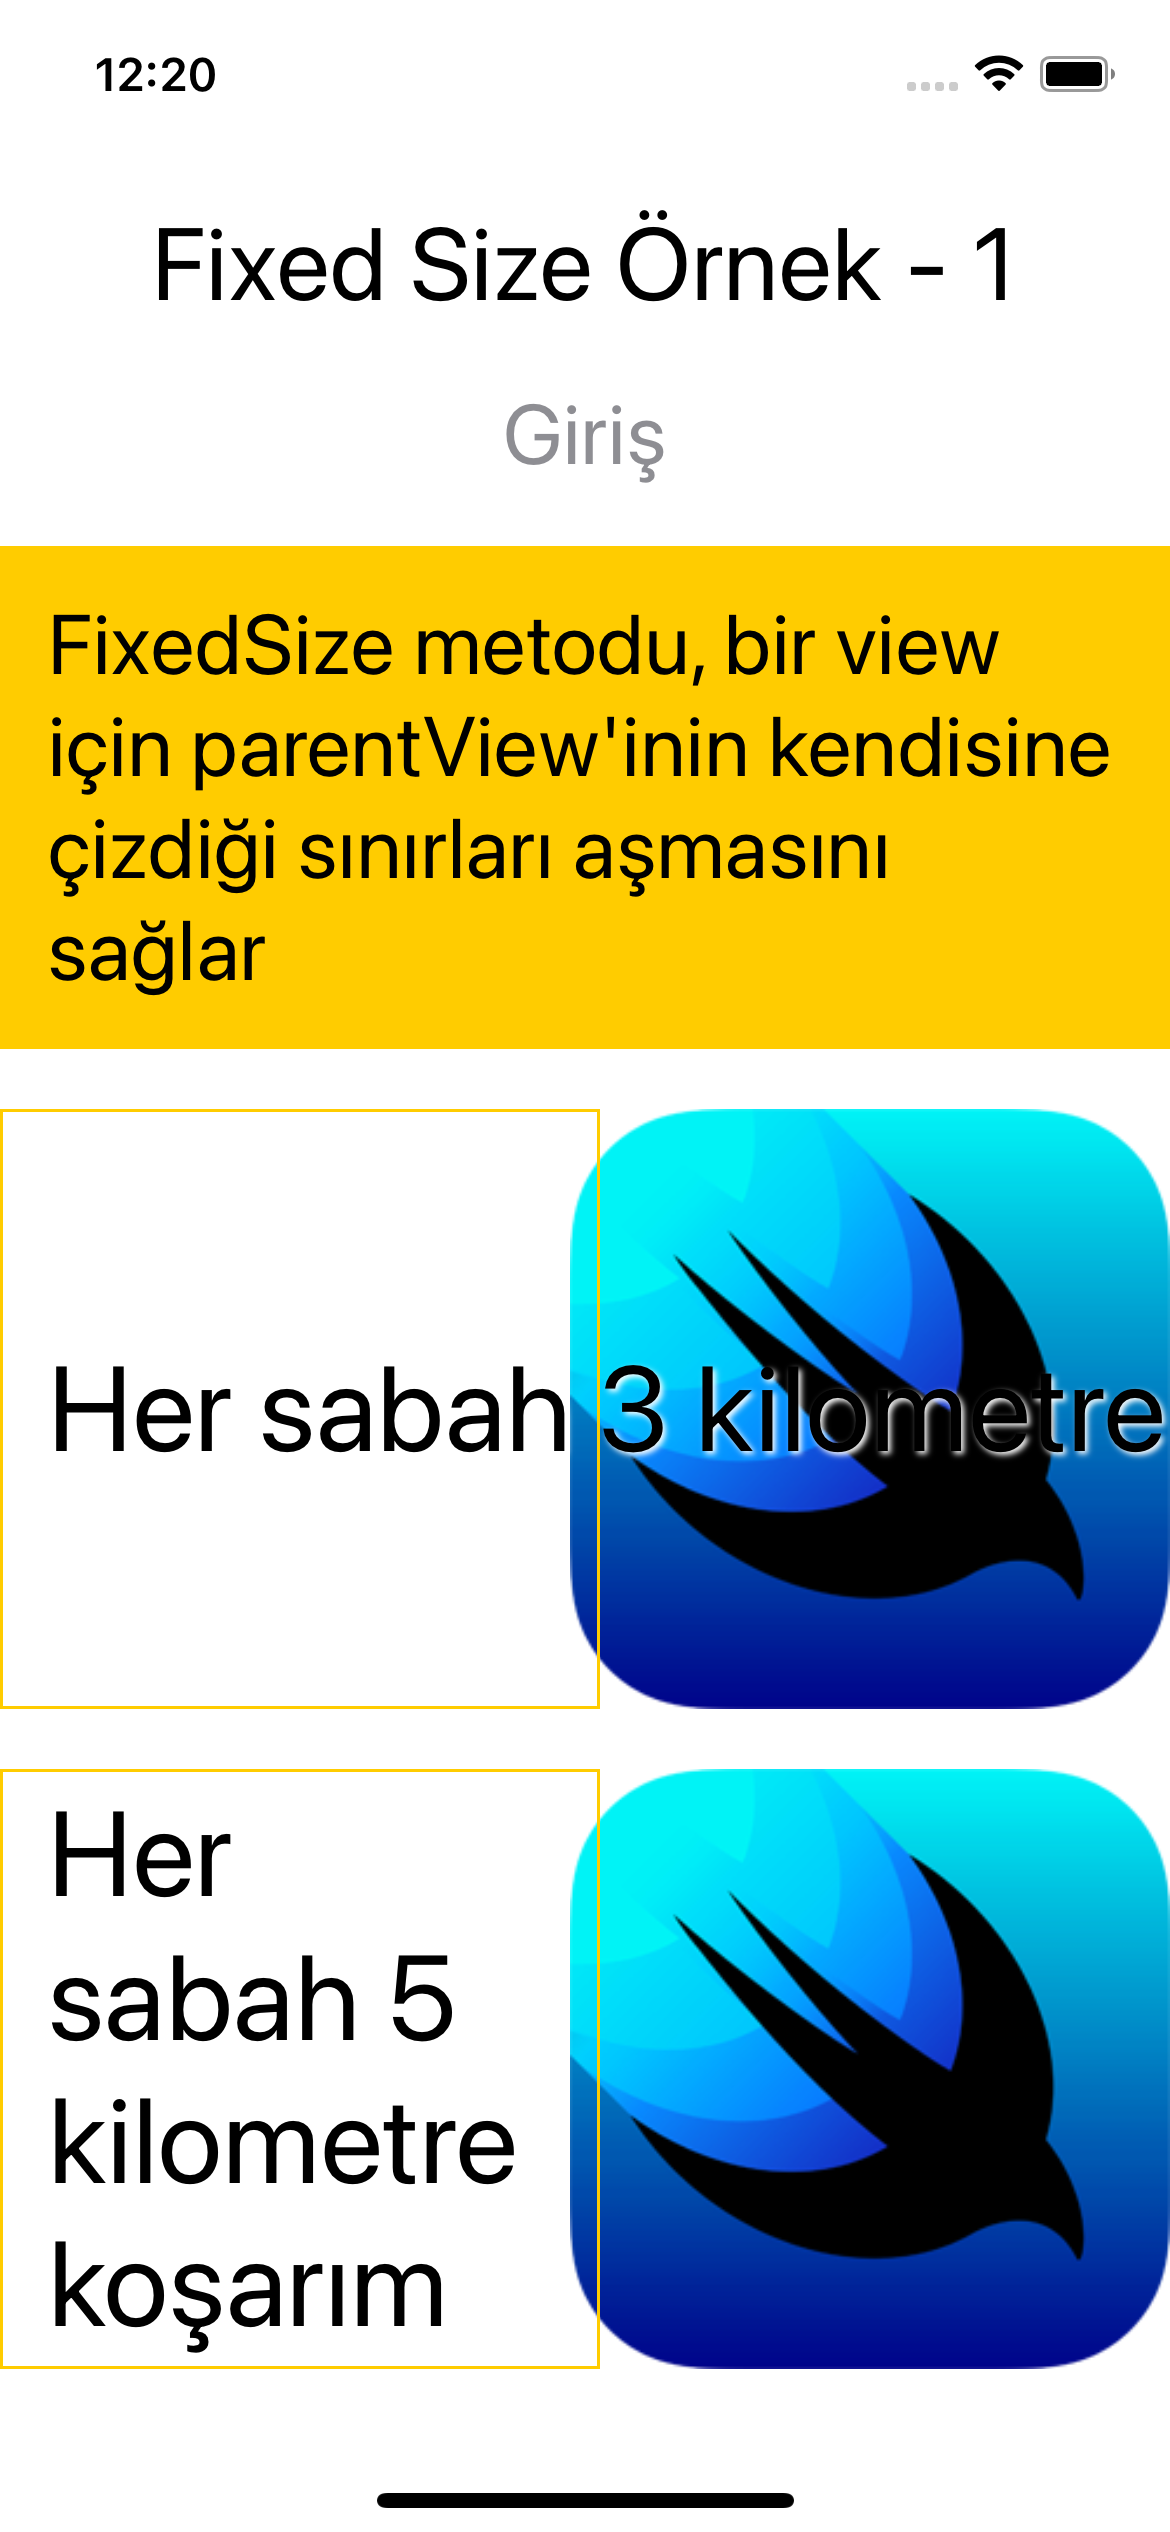 12:20
Fixed Size Örnek - 1
Giriş
FixedSize metodu, bir view
için parentView'inin kendisine
çizdiği sınırları aşmasını
sağlar
Her sabah 3 kilometre
Her
sabah 5
kilometre
koşarım